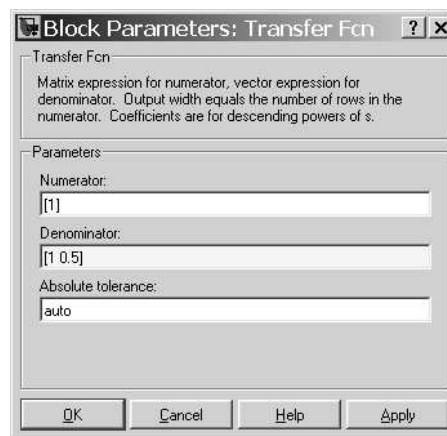 Block Parameters: Transfer Fcn
Transfer Fcn
Matrix expression for numerator, vector expression for
denominator. Output width equals the number of rows in the
numerator. Coefficients are for descending powers of s.
Parameters
Numerator:
[1]
Denominator:
[1 0.5]
Absolute tolerance:
auto
OK Cancel Help Apply